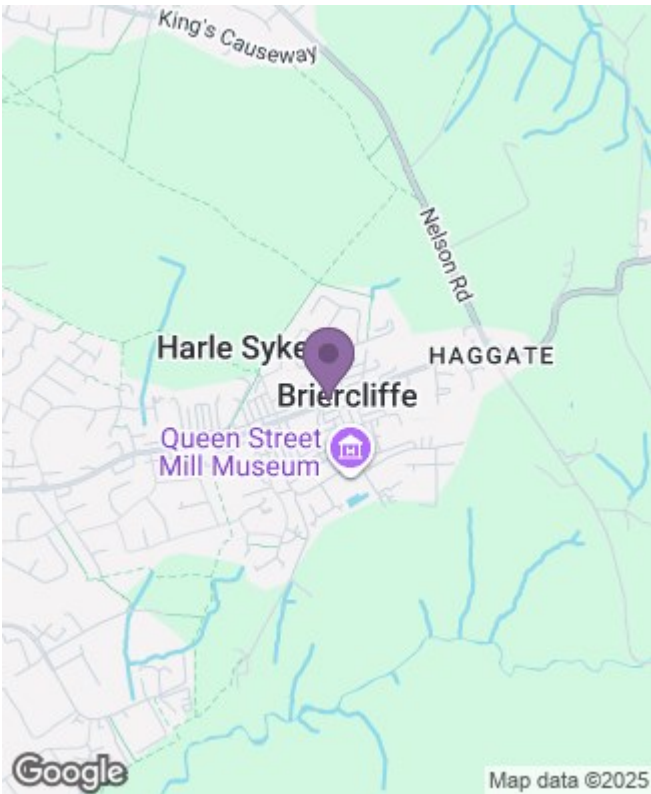 King's Causeway
Nelson Rd
Harle Syke
HAGGATE
Briercliffe
Queen Street
Mill Museum
Google
Map data ©2025